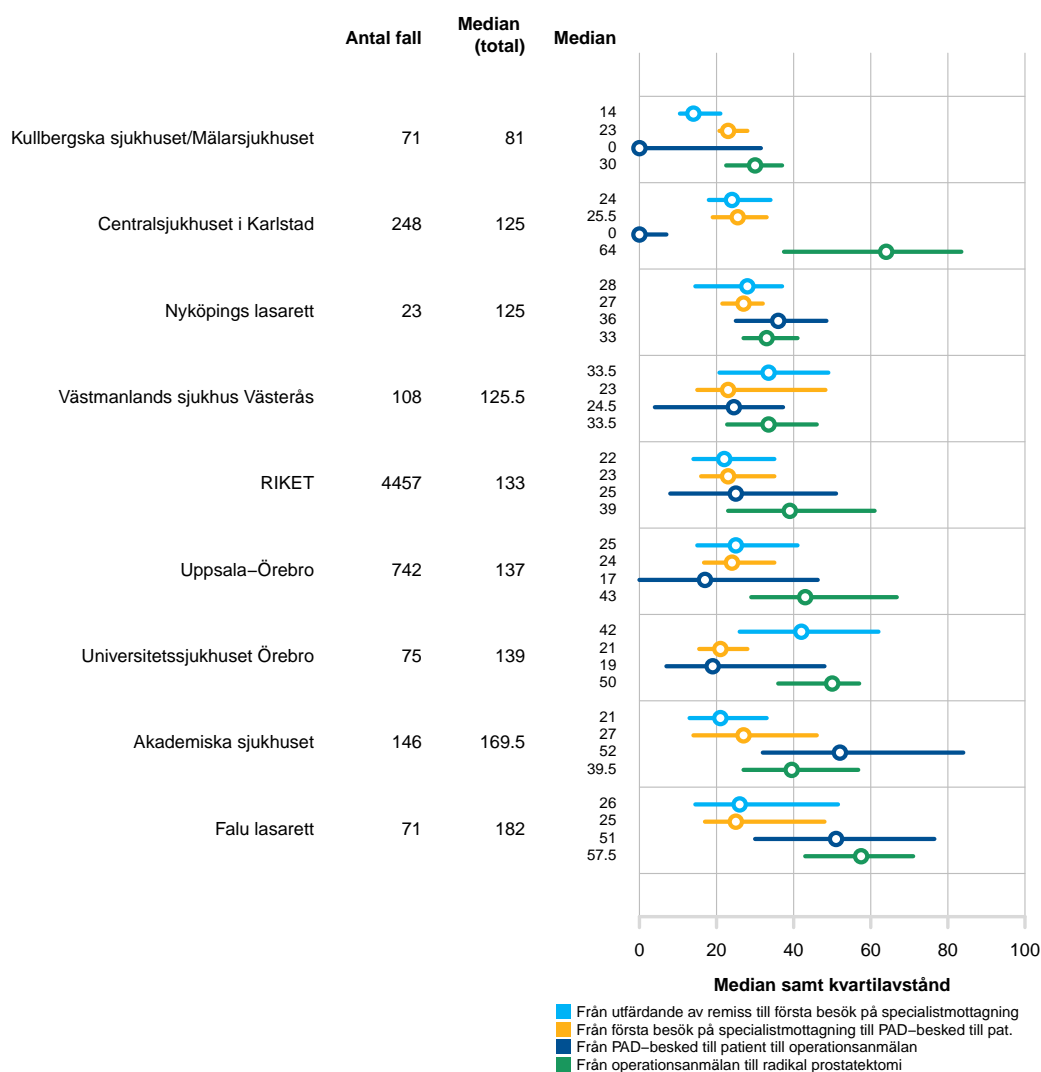 Antal fall Median (total) Median
14
23
Kullbergska sjukhuset/Mälarsjukhuset 71 81
0
30
24
25.5
Centralsjukhuset i Karlstad 248 125
0
64
28
27
Nyköpings lasarett 23 125
36
33
33.5
23
Västmanlands sjukhus Västerås 108 125.5
24.5
33.5
22
23
RIKET 4457 133
25
39
25
24
Uppsala−Örebro 742 137
17
43
42
21
Universitetssjukhuset Örebro 75 139
19
50
21
27
Akademiska sjukhuset 146 169.5
52
39.5
26
25
Falu lasarett 71 182
51
57.5
0 20 40 60 80 100
Median samt kvartilavstånd
Från utfärdande av remiss till första besök på specialistmottagning
Från första besök på specialistmottagning till PAD−besked till pat.
Från PAD−besked till patient till operationsanmälan
Från operationsanmälan till radikal prostatektomi